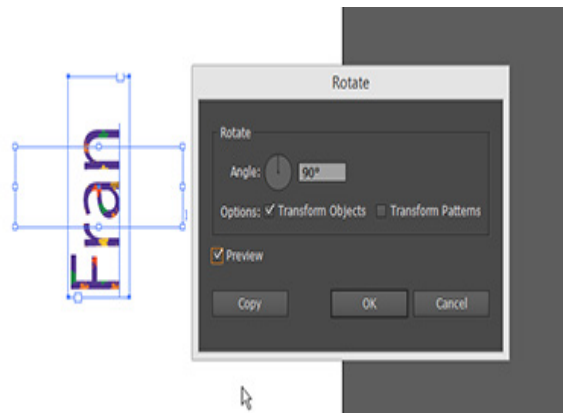 Fran
Rotate
Rotate
Angle: 90°
Options: Transform Objects Transform Patterns
Preview
Copy OK Cancel